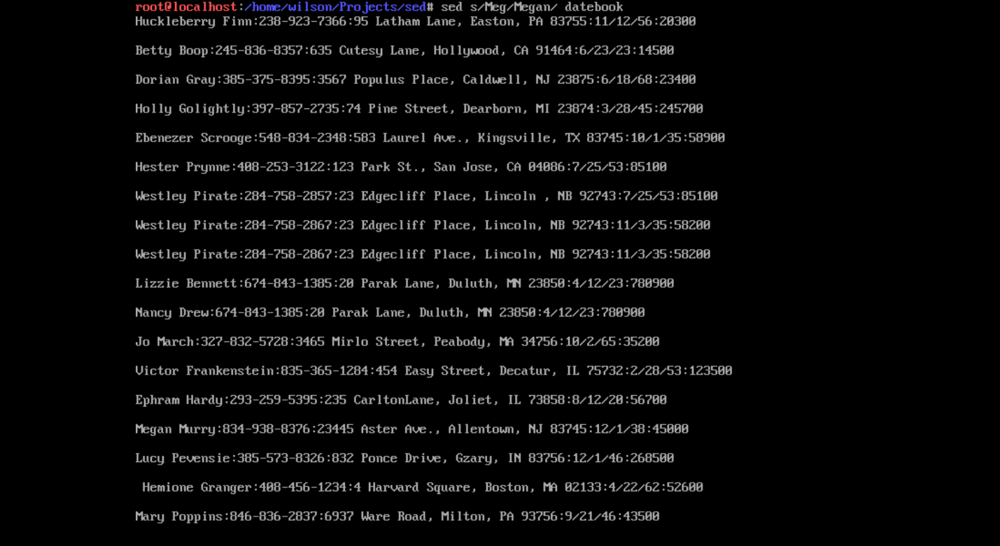 root@localhost:/home/wilson/Projects/sed# sed s/Meg/Megan/ datebook
Huckleberry Finn:238-923-7366:95 Latham Lane, Easton, PA 83755:11/12/56:20300
Betty Boop:245-836-8357:635 Cutesy Lane, Hollywood, CA 91464:6/23/23:14500
Dorian Gray:385-375-8395:3567 Populus Place, Caldwell, NJ 23875:6/18/68:23400
Holly Golightly:397-857-2735:74 Pine Street, Dearborn, MI 23874:3/28/45:245700
Ebenezer Scrooge:548-834-2348:583 Laurel Ave., Kingsville, TX 83745:10/1/35:58900
Hester Prynne:408-253-3122:123 Park St., San Jose, CA 04086:7/25/53:85100
Westley Pirate:284-758-2857:23 Edgecliff Place, Lincoln , NB 92743:7/25/53:85100
Westley Pirate:284-758-2867:23 Edgecliff Place, Lincoln, NB 92743:11/3/35:58200
Westley Pirate:284-758-2867:23 Edgecliff Place, Lincoln, NB 92743:11/3/35:58200
Lizzie Bennett:674-843-1385:20 Parak Lane, Duluth, MN 23850:4/12/23:780900
Nancy Drew:674-843-1385:20 Parak Lane, Duluth, MN 23850:4/12/23:780900
Jo March:327-832-5728:3465 Mirlo Street, Peabody, MA 34756:10/2/65:35200
Victor Frankenstein:835-365-1284:454 Easy Street, Decatur, IL 75732:2/28/53:123500
Ephram Hardy:293-259-5395:235 CarltonLane, Joliet, IL 73858:8/12/20:56700
Megan Murry:834-938-8376:23445 Aster Ave., Allentown, NJ 83745:12/1/38:45000
Lucy Pevensie:385-573-8326:832 Ponce Drive, Gzary, IN 83756:12/1/46:268500
 Hemione Granger:408-456-1234:4 Harvard Square, Boston, MA 02133:4/22/62:52600
Mary Poppins:846-836-2837:6937 Ware Road, Milton, PA 93756:9/21/46:43500